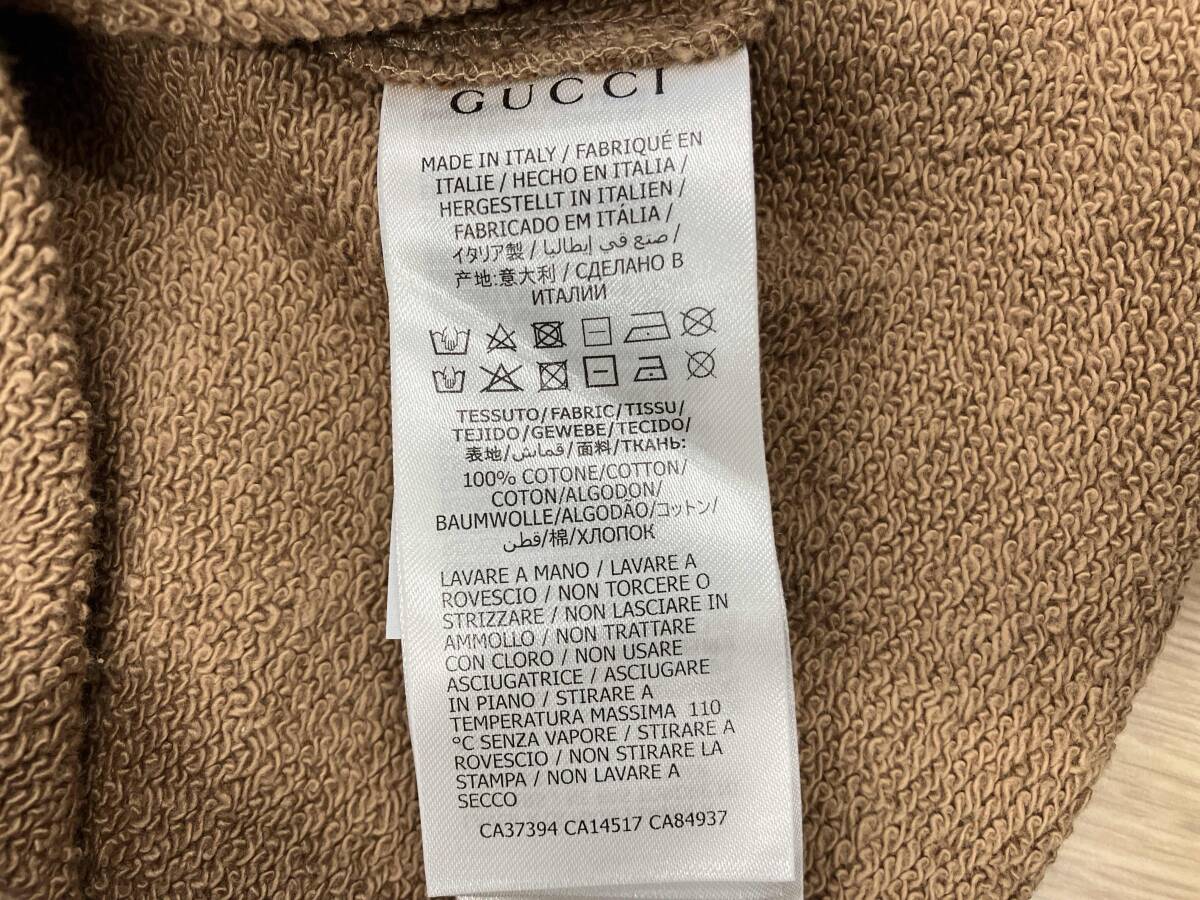 GUCCI
MADE IN ITALY / FABRIQUÉ EN
ITALIE / HECHO EN ITALIA /
HERGESTELLT IN ITALIEN /
FABRICADO EM ITÁLIA /
イタリア製 / صنع في إيطاليا /
产地:意大利 / СДЕЛАНО В
ИТАЛИИ
TESSUTO/FABRIC/TISSU/
TEJIDO/GEWEBE/TECIDO/
表地/قماش/面料/ТКАНЬ:
100% COTONE/COTTON/
COTON/ALGODON/
BAUMWOLLE/ALGODÃO/コットン/
قطن/棉/ХЛОПОК
LAVARE A MANO / LAVARE A
ROVESCIO / NON TORCERE O
STRIZZARE / NON LASCIARE IN
AMMOLLO / NON TRATTARE
CON CLORO / NON USARE
ASCIUGATRICE / ASCIUGARE
IN PIANO / STIRARE A
TEMPERATURA MASSIMA 110
°C SENZA VAPORE / STIRARE A
ROVESCIO / NON STIRARE LA
STAMPA / NON LAVARE A
SECCO
CA37394 CA14517 CA84937